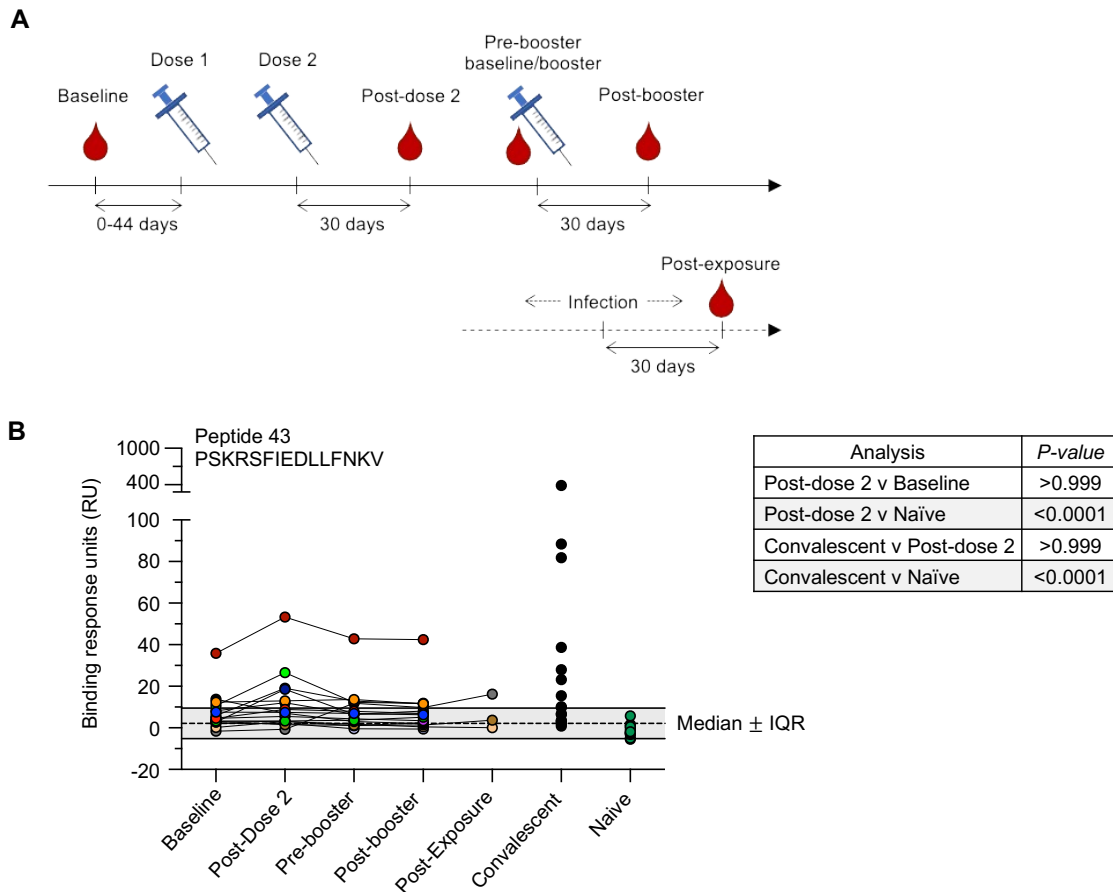 A
Baseline
Dose 1
Dose 2
Post-dose 2
Pre-booster
baseline/booster
Post-booster
0-44 days
30 days
30 days
Post-exposure
Infection
30 days
B
Peptide 43
PSKRSFIEDLLFNKV
Binding response units (RU)
1000
400
100
80
60
40
20
0
-20
Median ± IQR
Baseline
Post-Dose 2
Pre-booster
Post-booster
Post-Exposure
Convalescent
Naive
Analysis P-value
Post-dose 2 v Baseline >0.999
Post-dose 2 v Naïve <0.0001
Convalescent v Post-dose 2 >0.999
Convalescent v Naïve <0.0001